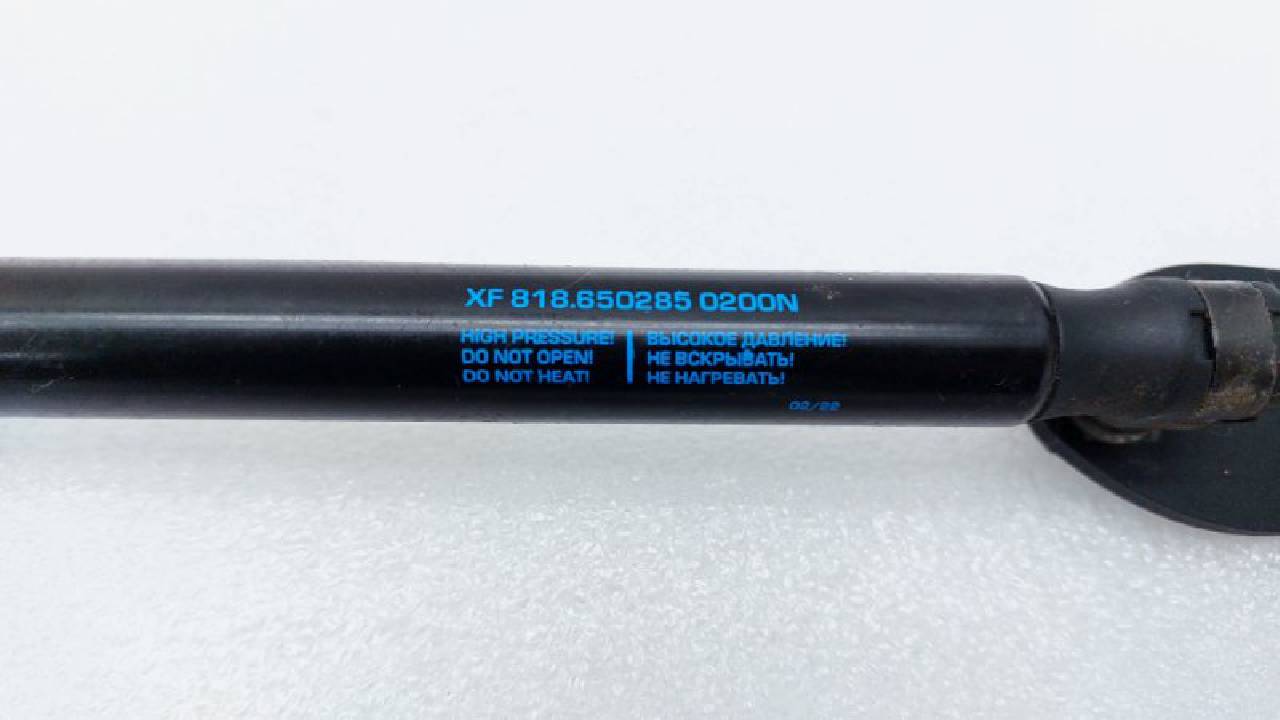 XF 818.650285 0200N
HIGH PRESSURE!
DO NOT OPEN!
DO NOT HEAT!
ВЫСОКОЕ ДАВЛЕНИЕ!
НЕ ВСКРЫВАТЬ!
НЕ НАГРЕВАТЬ!
02/22